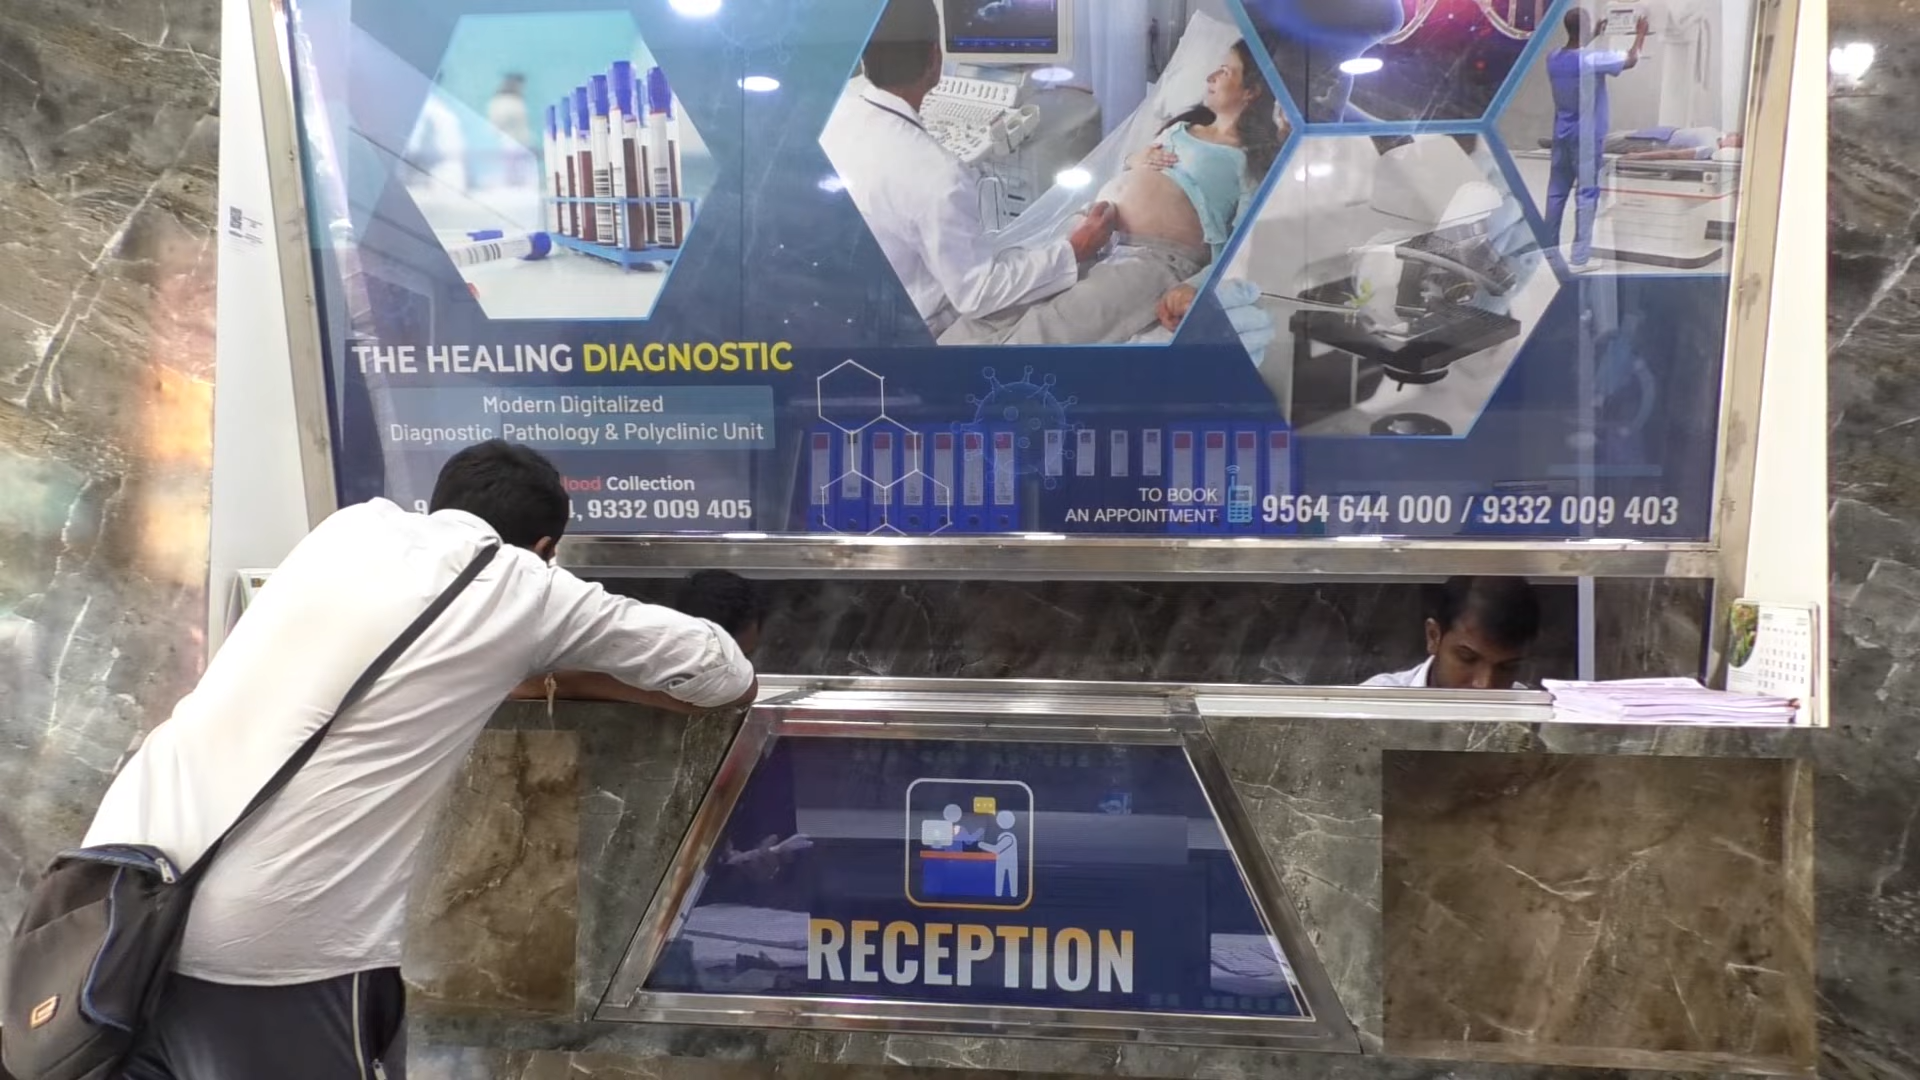 THE HEALING DIAGNOSTIC
Modern Digitalized
Diagnostic, Pathology & Polyclinic Unit
Collection
9332 009 405
TO BOOK
AN APPOINTMENT
9564 644 000 / 9332 009 403
RECEPTION